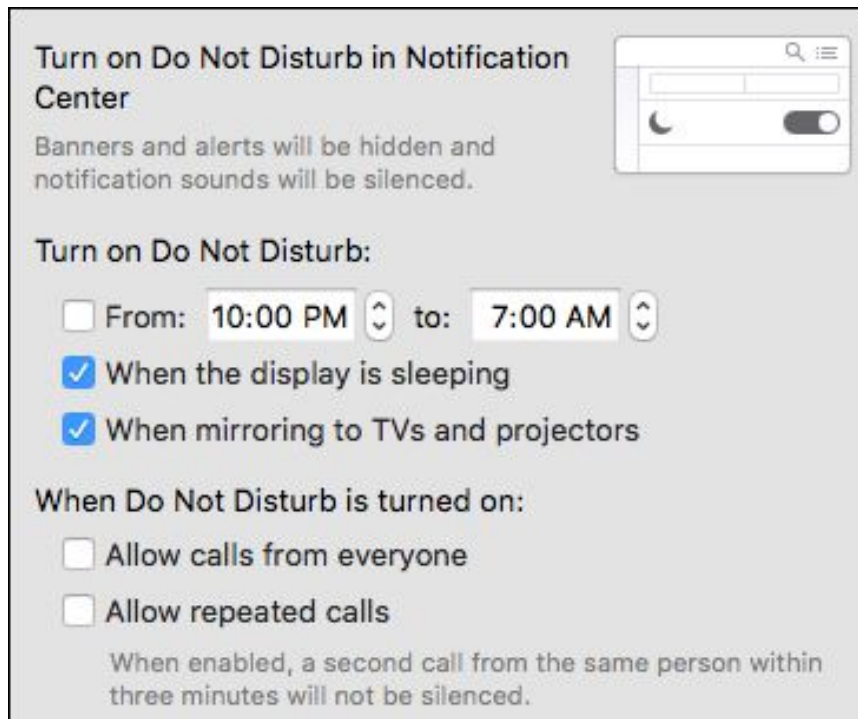 Turn on Do Not Disturb in Notification
Center
Banners and alerts will be hidden and
notification sounds will be silenced.
Turn on Do Not Disturb:
From: 10:00 PM to: 7:00 AM
When the display is sleeping
When mirroring to TVs and projectors
When Do Not Disturb is turned on:
Allow calls from everyone
Allow repeated calls
When enabled, a second call from the same person within
three minutes will not be silenced.